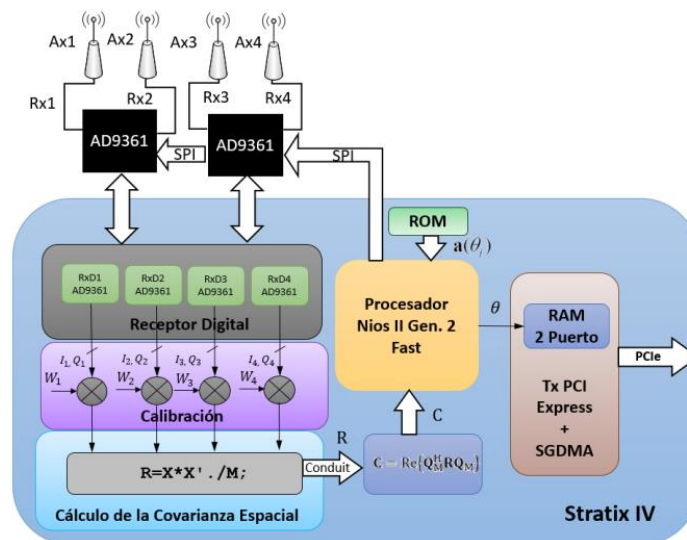 Ax1 Ax2 Ax3 Ax4
Rx1 Rx2 Rx3 Rx4
AD9361 SPI AD9361 SPI
ROM
a(θᵢ)
RxD1 AD9361
RxD2 AD9361
RxD3 AD9361
RxD4 AD9361
Receptor Digital
Procesador
Nios II Gen. 2
Fast
θ
RAM
2 Puerto
PCIe
Tx PCI
Express
+
SGDMA
I₁, Q₁ I₂, Q₂ I₃, Q₃ I₄, Q₄
W₁ W₂ W₃ W₄
Calibración
C
R
R=X*X'./M;
Conduit
C = Re{Q_M^H RQ_M}
Cálculo de la Covarianza Espacial
Stratix IV